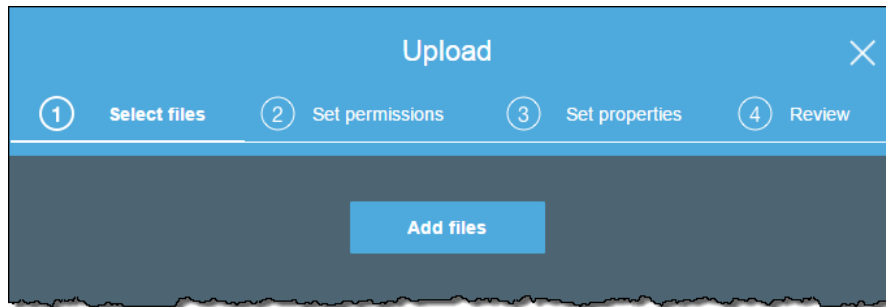 Upload
1 Select files 2 Set permissions 3 Set properties 4 Review
Add files